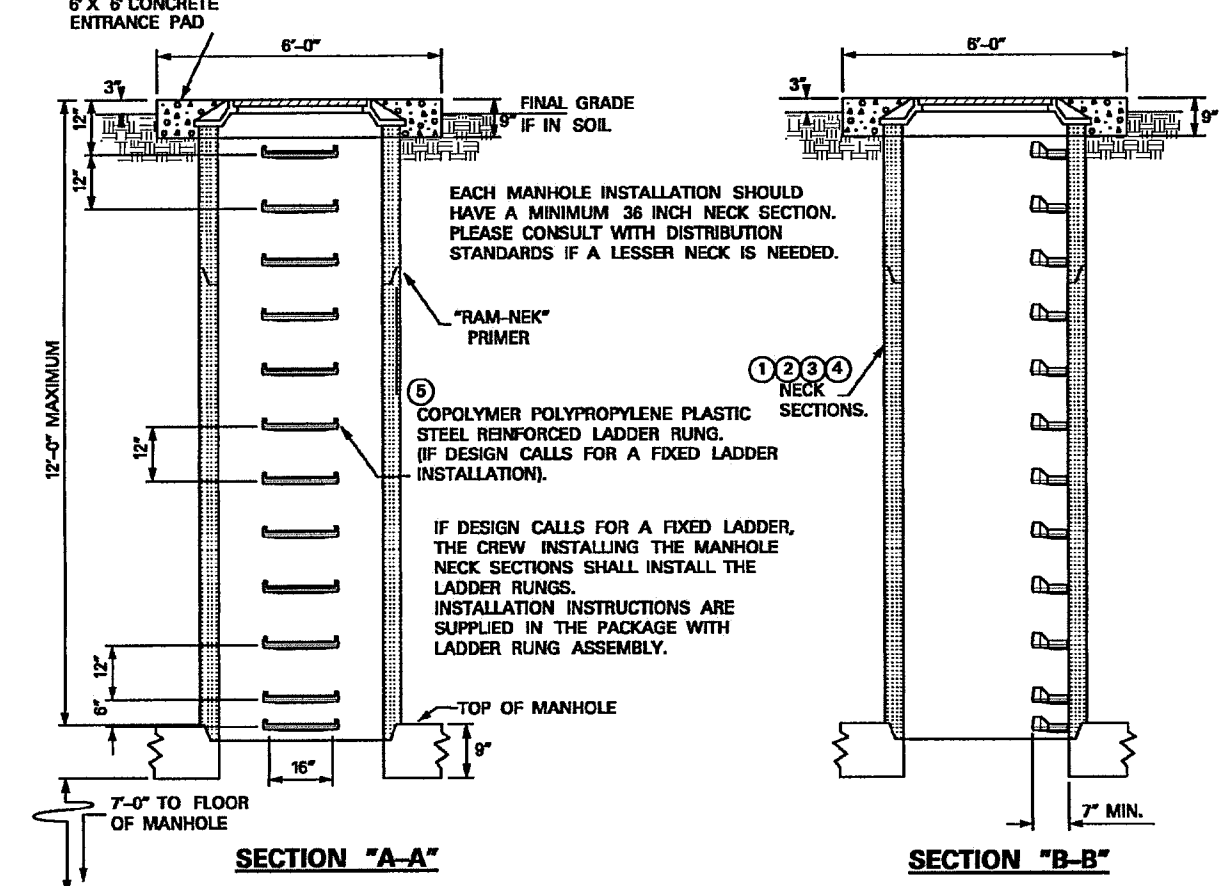 6' X 6' CONCRETE
ENTRANCE PAD
6'-0"
3"
12"
12"
FINAL GRADE
IF IN SOIL
9"
EACH MANHOLE INSTALLATION SHOULD
HAVE A MINIMUM 36 INCH NECK SECTION.
PLEASE CONSULT WITH DISTRIBUTION
STANDARDS IF A LESSER NECK IS NEEDED.
"RAM-NEK"
PRIMER
12'-0" MAXIMUM
5
COPOLYMER POLYPROPYLENE PLASTIC
STEEL REINFORCED LADDER RUNG.
(IF DESIGN CALLS FOR A FIXED LADDER
INSTALLATION).
12"
IF DESIGN CALLS FOR A FIXED LADDER,
THE CREW INSTALLING THE MANHOLE
NECK SECTIONS SHALL INSTALL THE
LADDER RUNGS.
INSTALLATION INSTRUCTIONS ARE
SUPPLIED IN THE PACKAGE WITH
LADDER RUNG ASSEMBLY.
12"
6"
TOP OF MANHOLE
9"
16"
7'-0" TO FLOOR
OF MANHOLE
SECTION "A-A"
6'-0"
3"
9"
1 2 3 4
NECK
SECTIONS.
7" MIN.
SECTION "B-B"